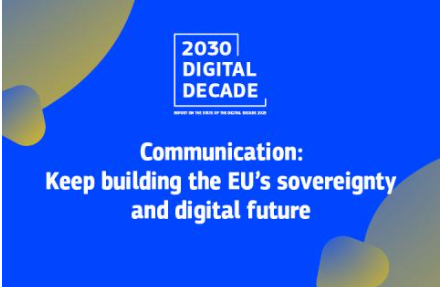 2030
DIGITAL
DECADE
REPORT ON THE STATE OF THE DIGITAL DECADE 2025
Communication:
Keep building the EU's sovereignty
and digital future